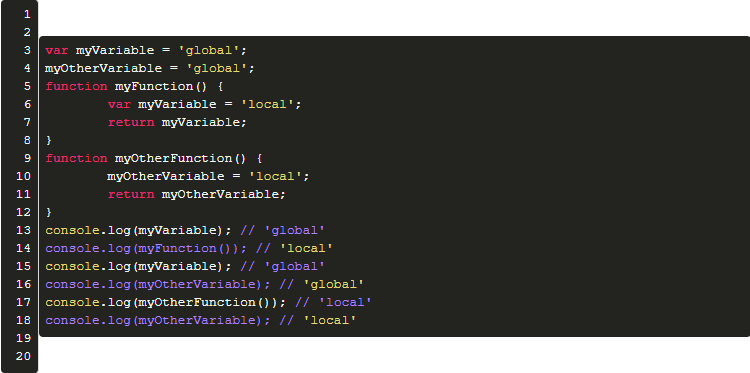 1
2
3 var myVariable = 'global';
4 myOtherVariable = 'global';
5 function myFunction() {
6         var myVariable = 'local';
7         return myVariable;
8 }
9 function myOtherFunction() {
10         myOtherVariable = 'local';
11         return myOtherVariable;
12 }
13 console.log(myVariable); // 'global'
14 console.log(myFunction()); // 'local'
15 console.log(myVariable); // 'global'
16 console.log(myOtherVariable); // 'global'
17 console.log(myOtherFunction()); // 'local'
18 console.log(myOtherVariable); // 'local'
19
20